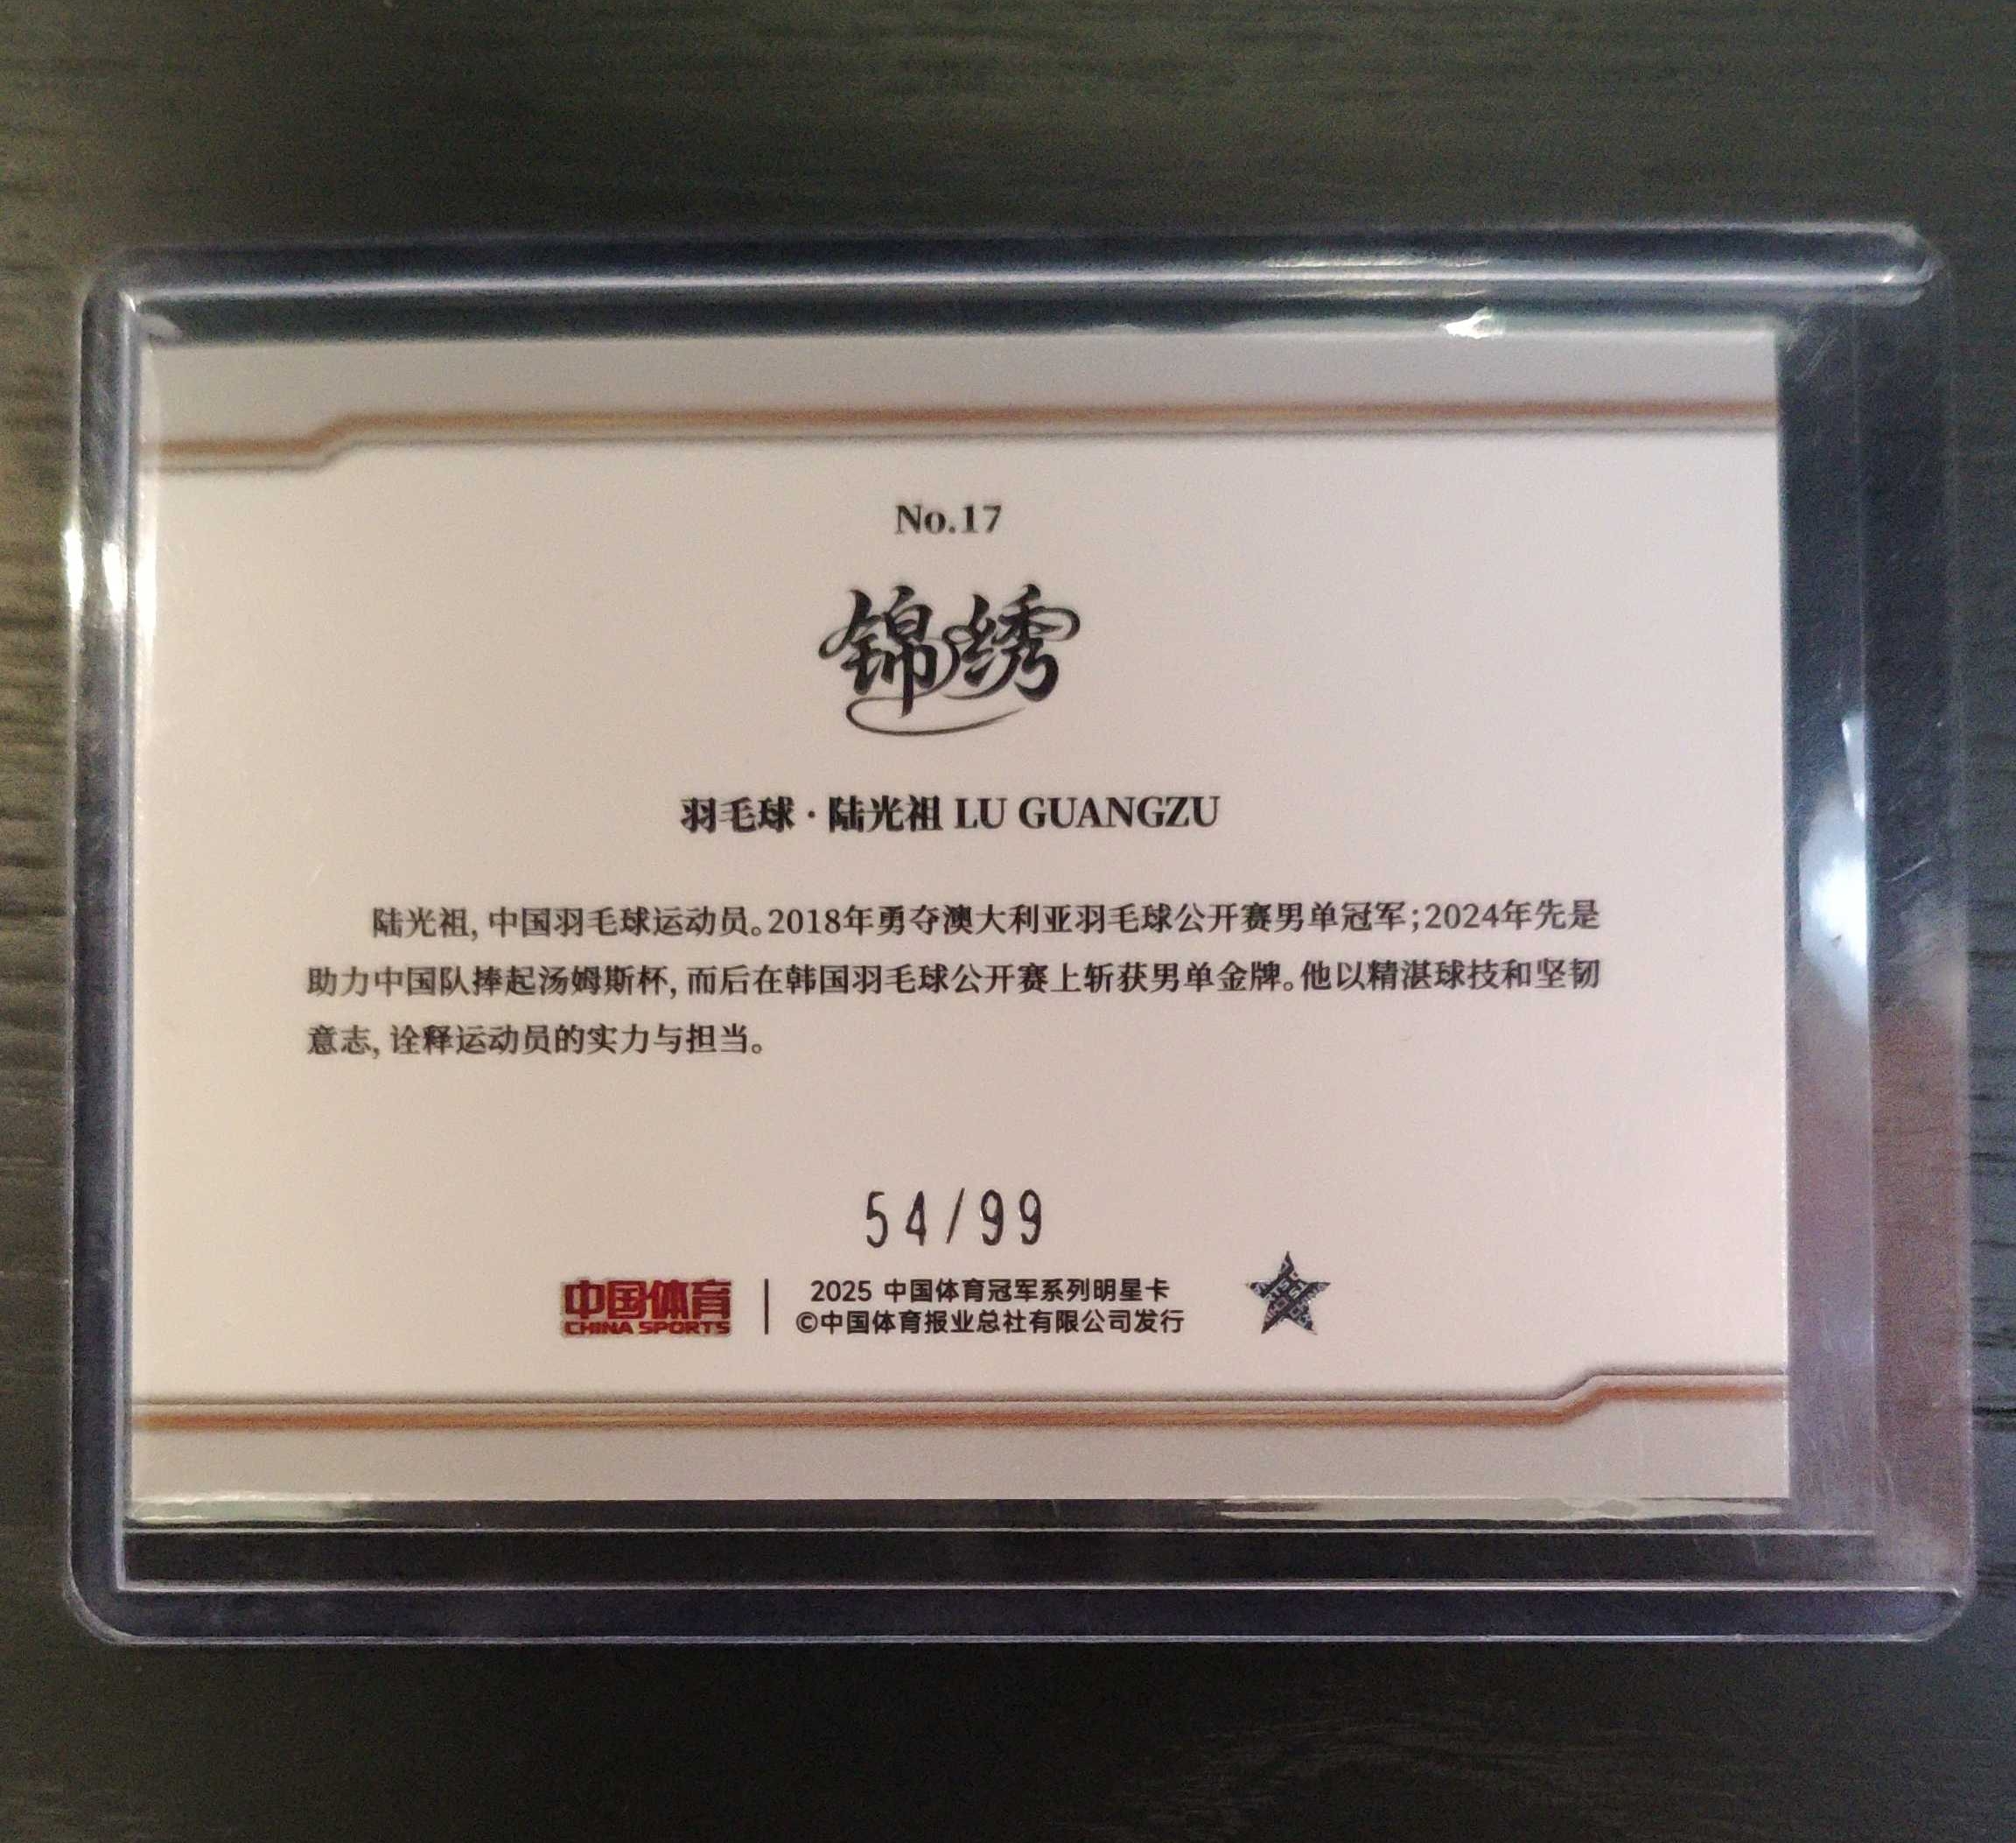 No.17
锦绣
羽毛球·陆光祖 LU GUANGZU
陆光祖,中国羽毛球运动员。2018年勇夺澳大利亚羽毛球公开赛男单冠军;2024年先是
助力中国队捧起汤姆斯杯,而后在韩国羽毛球公开赛上斩获男单金牌。他以精湛球技和坚韧
意志,诠释运动员的实力与担当。
54/99
中国体育
CHINA SPORTS
2025 中国体育冠军系列明星卡
©中国体育报业总社有限公司发行